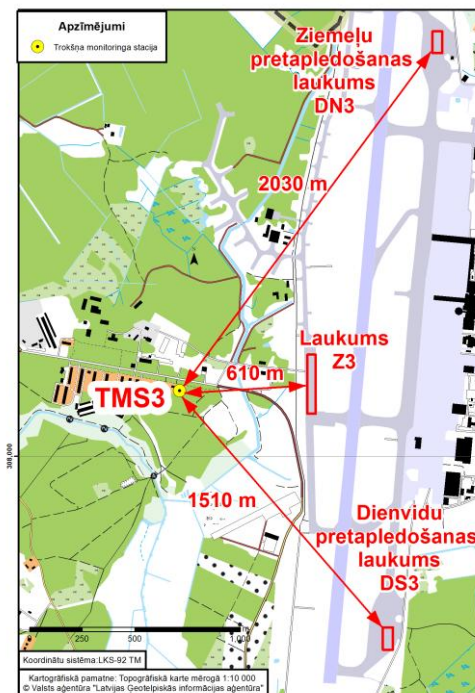 Apzīmējumi
Trokšņa monitoringa stacija
Ziemeļu
pretapledošanas
laukums
DN3
2030 m
Laukums
Z3
610 m
TMS3
308,000
1510 m
Dienvidu
pretapledošanas
laukums
DS3
250
500
1,000
m
Koordinātu sistēma:LKS-92 TM
Kartogrāfiskā pamatne: Topogrāfiskā karte mērogā 1:10 000
© Valsts aģentūra "Latvijas Ģeotelpiskās informācijas aģentūra"